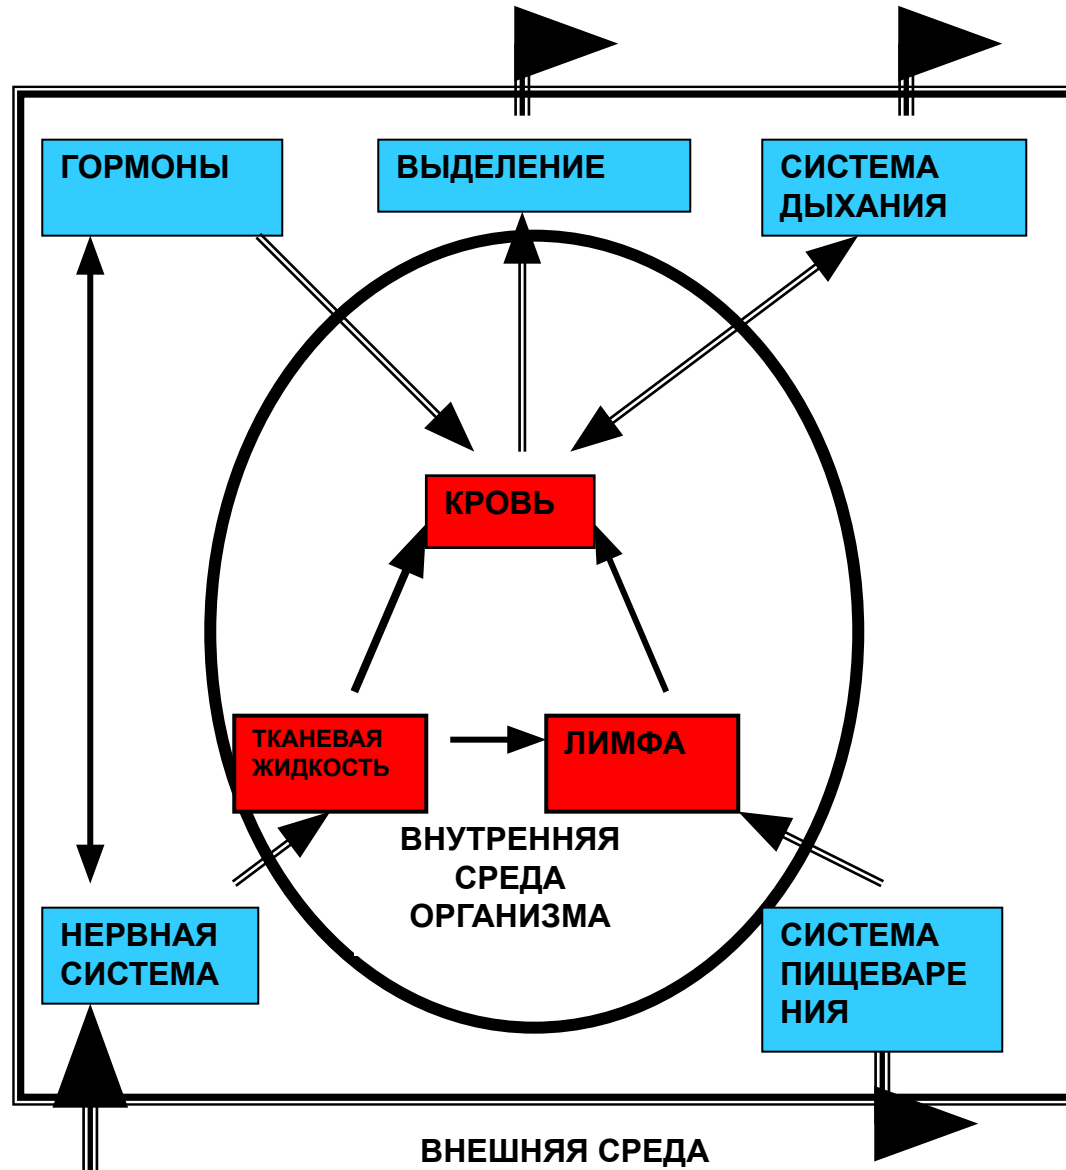 ГОРМОНЫ
ВЫДЕЛЕНИЕ
СИСТЕМА
ДЫХАНИЯ
КРОВЬ
ТКАНЕВАЯ
ЖИДКОСТЬ
ЛИМФА
ВНУТРЕННЯЯ
СРЕДА
ОРГАНИЗМА
НЕРВНАЯ
СИСТЕМА
СИСТЕМА
ПИЩЕВАРЕ
НИЯ
ВНЕШНЯЯ СРЕДА